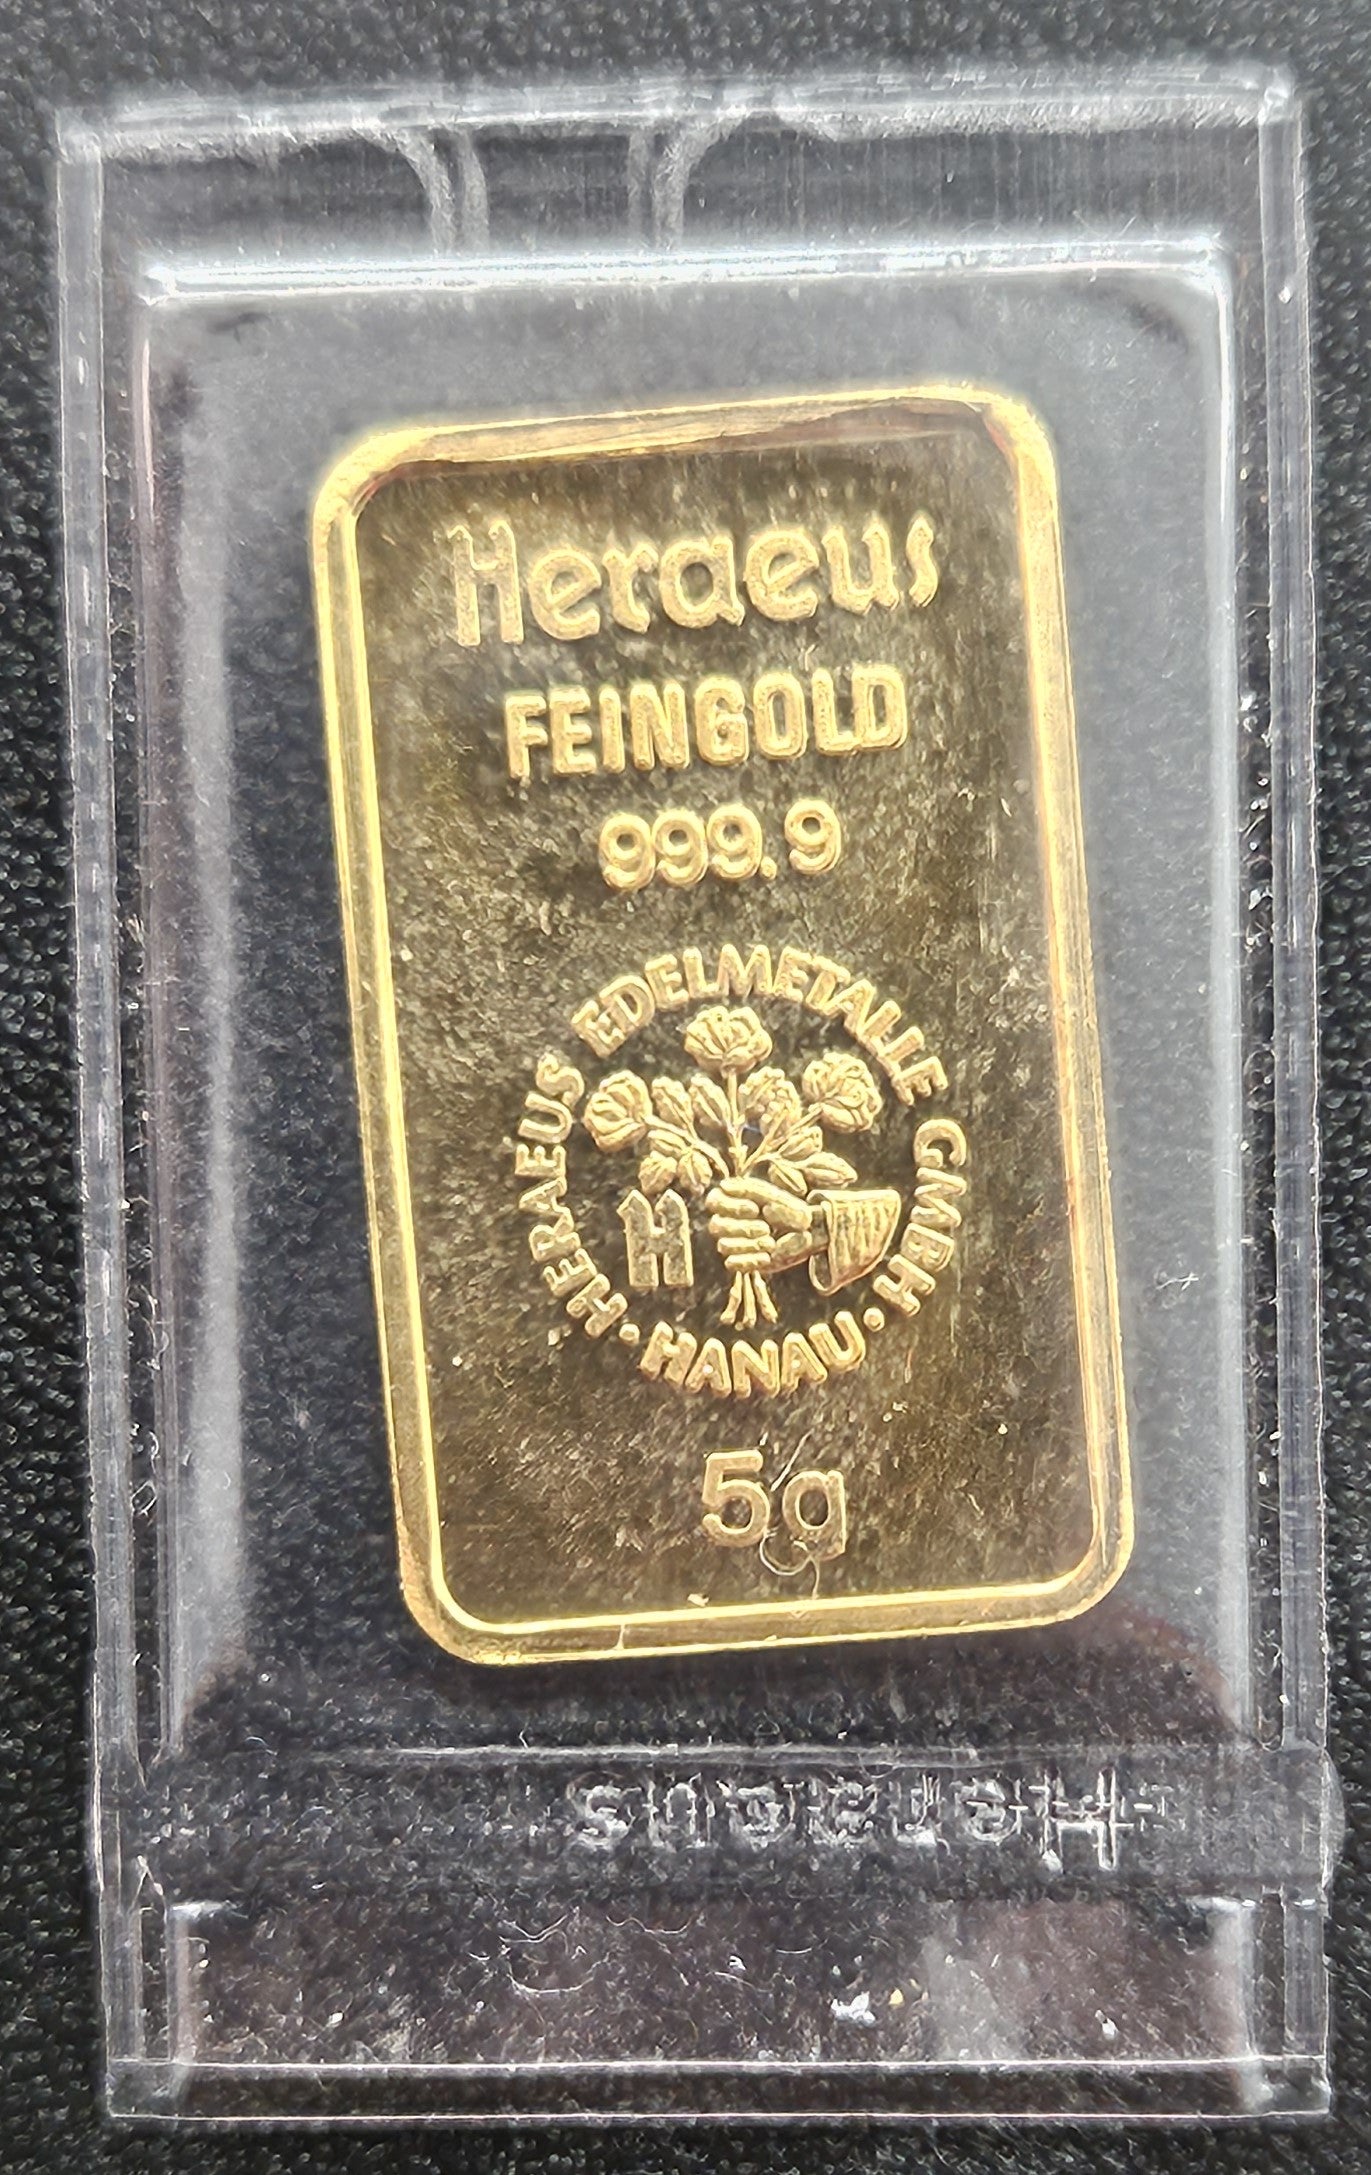 Heraeus
FEINGOLD
999.9
HERAEUS EDELMETALLE GMBH
H
· HANAU ·
5g
Heraeus